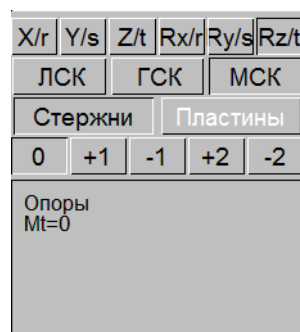 X/r Y/s Z/t Rx/r Ry/s Rz/t
ЛСК ГСК МСК
Стержни Пластины
0 +1 -1 +2 -2
Опоры
Mt=0